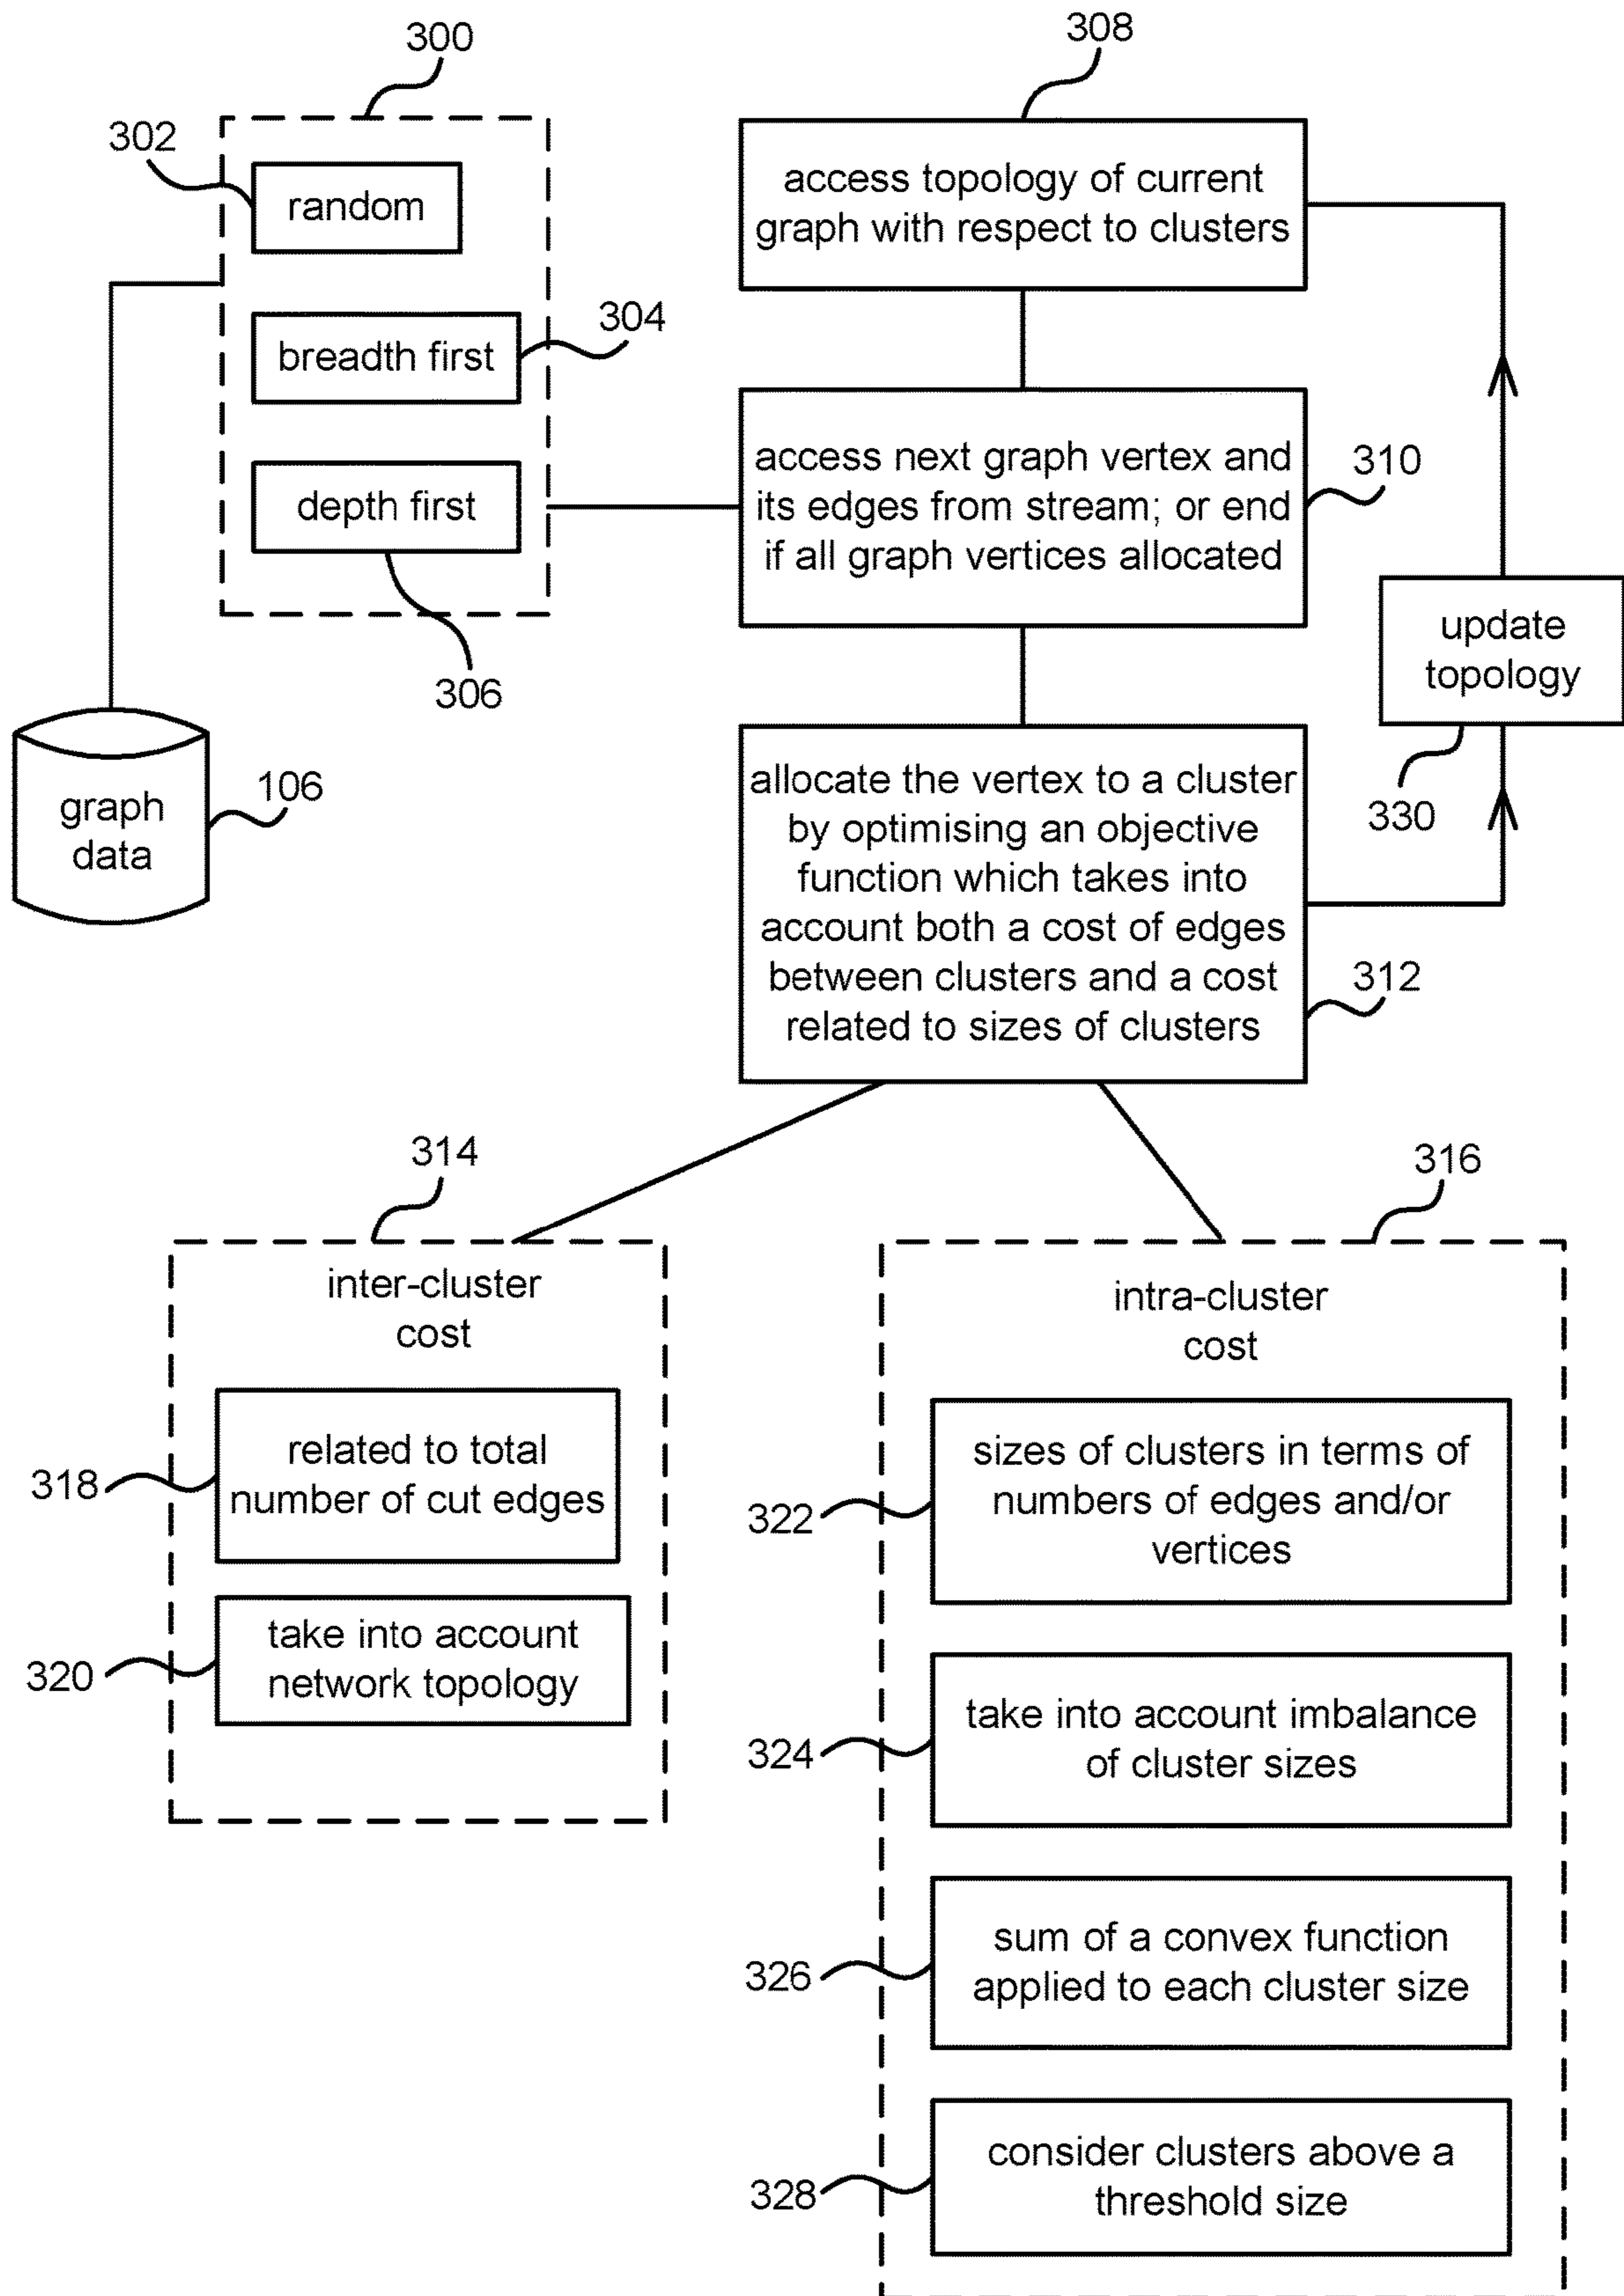 300
308
302
random
access topology of current
graph with respect to clusters
304
breadth first
access next graph vertex and
its edges from stream; or end
if all graph vertices allocated
310
depth first
306
update
topology
330
graph
data
106
allocate the vertex to a cluster
by optimising an objective
function which takes into
account both a cost of edges
between clusters and a cost
related to sizes of clusters
312
314
316
inter-cluster
cost
intra-cluster
cost
318
related to total
number of cut edges
320
take into account
network topology
322
sizes of clusters in terms of
numbers of edges and/or
vertices
324
take into account imbalance
of cluster sizes
326
sum of a convex function
applied to each cluster size
328
consider clusters above a
threshold size